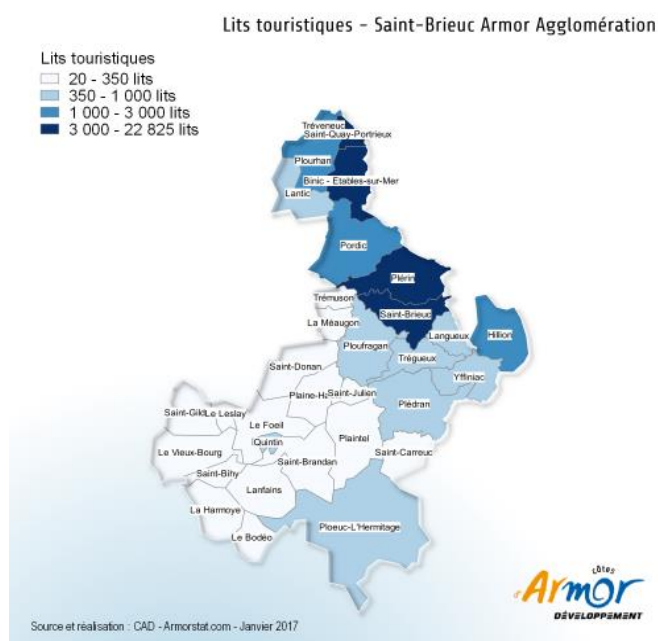 Lits touristiques - Saint-Brieuc Armor Agglomération
Lits touristiques
20 - 350 lits
350 - 1 000 lits
1 000 - 3 000 lits
3 000 - 22 825 lits
Tréveneuc
Saint-Quay-Portrieux
Plourhan
Binic - Etables-sur-Mer
Lantic
Pordic
Plérin
Trémuson
Saint-Brieuc
La Méaugon
Langueux
Hillion
Ploufragan
Trégueux
Saint-Donan
Yffiniac
Plaine-Ha
Saint-Julien
Plédran
Saint-Gild
Le Leslay
Le Foeil
Plaintel
Quintin
Le Vieux-Bourg
Saint-Carreuc
Saint-Brandan
Saint-Bihy
Lanfains
La Harmoye
Ploeuc-L'Hermitage
Le Bodéo
côtes
d'Armor
DÉVELOPPEMENT
Source et réalisation : CAD - Armorstat.com - Janvier 2017